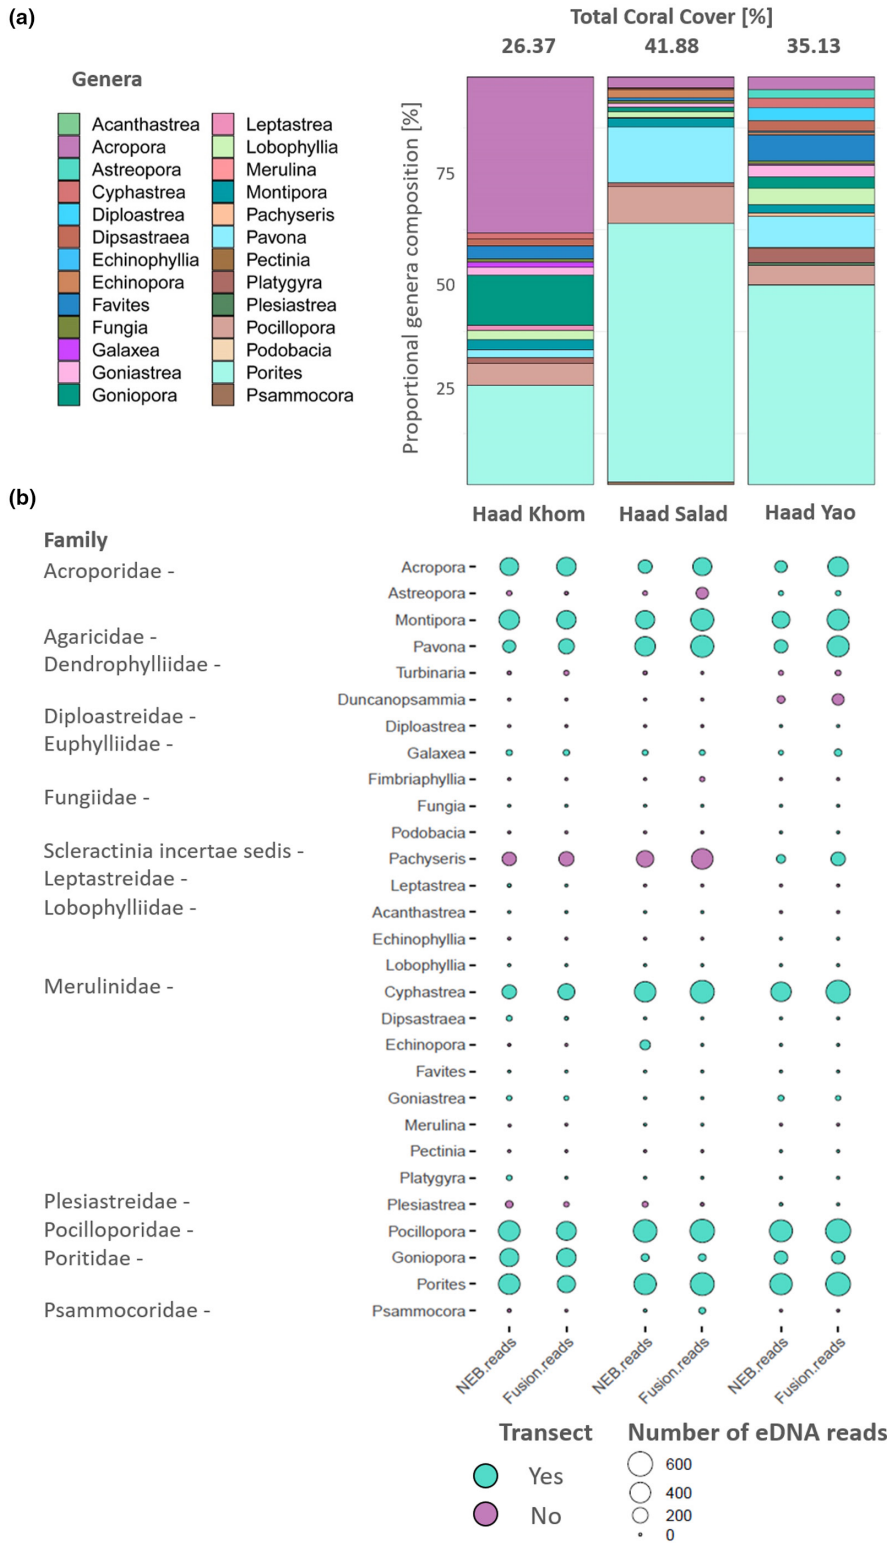 (a)
Total Coral Cover [%]
26.37 41.88 35.13
Genera
Acanthastrea Leptastrea
Acropora Lobophyllia
Astreopora Merulina
Cyphastrea Montipora
Diploastrea Pachyseris
Dipsastraea Pavona
Echinophyllia Pectinia
Echinopora Platygyra
Favites Plesiastrea
Fungia Pocillopora
Galaxea Podobacia
Goniastrea Porites
Goniopora Psammocora
Proportional genera composition [%]
75
50
25
(b)
Haad Khom Haad Salad Haad Yao
Family
Acroporidae - Acropora
Astreopora
Montipora
Agaricidae - Pavona
Dendrophylliidae - Turbinaria
Duncanopsammia
Diploastreidae - Diploastrea
Euphylliidae - Galaxea
Fimbriaphyllia
Fungiidae - Fungia
Podobacia
Scleractinia incertae sedis - Pachyseris
Leptastreidae - Leptastrea
Lobophylliidae - Acanthastrea
Echinophyllia
Lobophyllia
Merulinidae - Cyphastrea
Dipsastraea
Echinopora
Favites
Goniastrea
Merulina
Pectinia
Platygyra
Plesiastreidae - Plesiastrea
Pocilloporidae - Pocillopora
Poritidae - Goniopora
Porites
Psammocoridae - Psammocora
NEB.reads Fusion.reads NEB.reads Fusion.reads NEB.reads Fusion.reads
Transect Number of eDNA reads
Yes
No
600
400
200
0